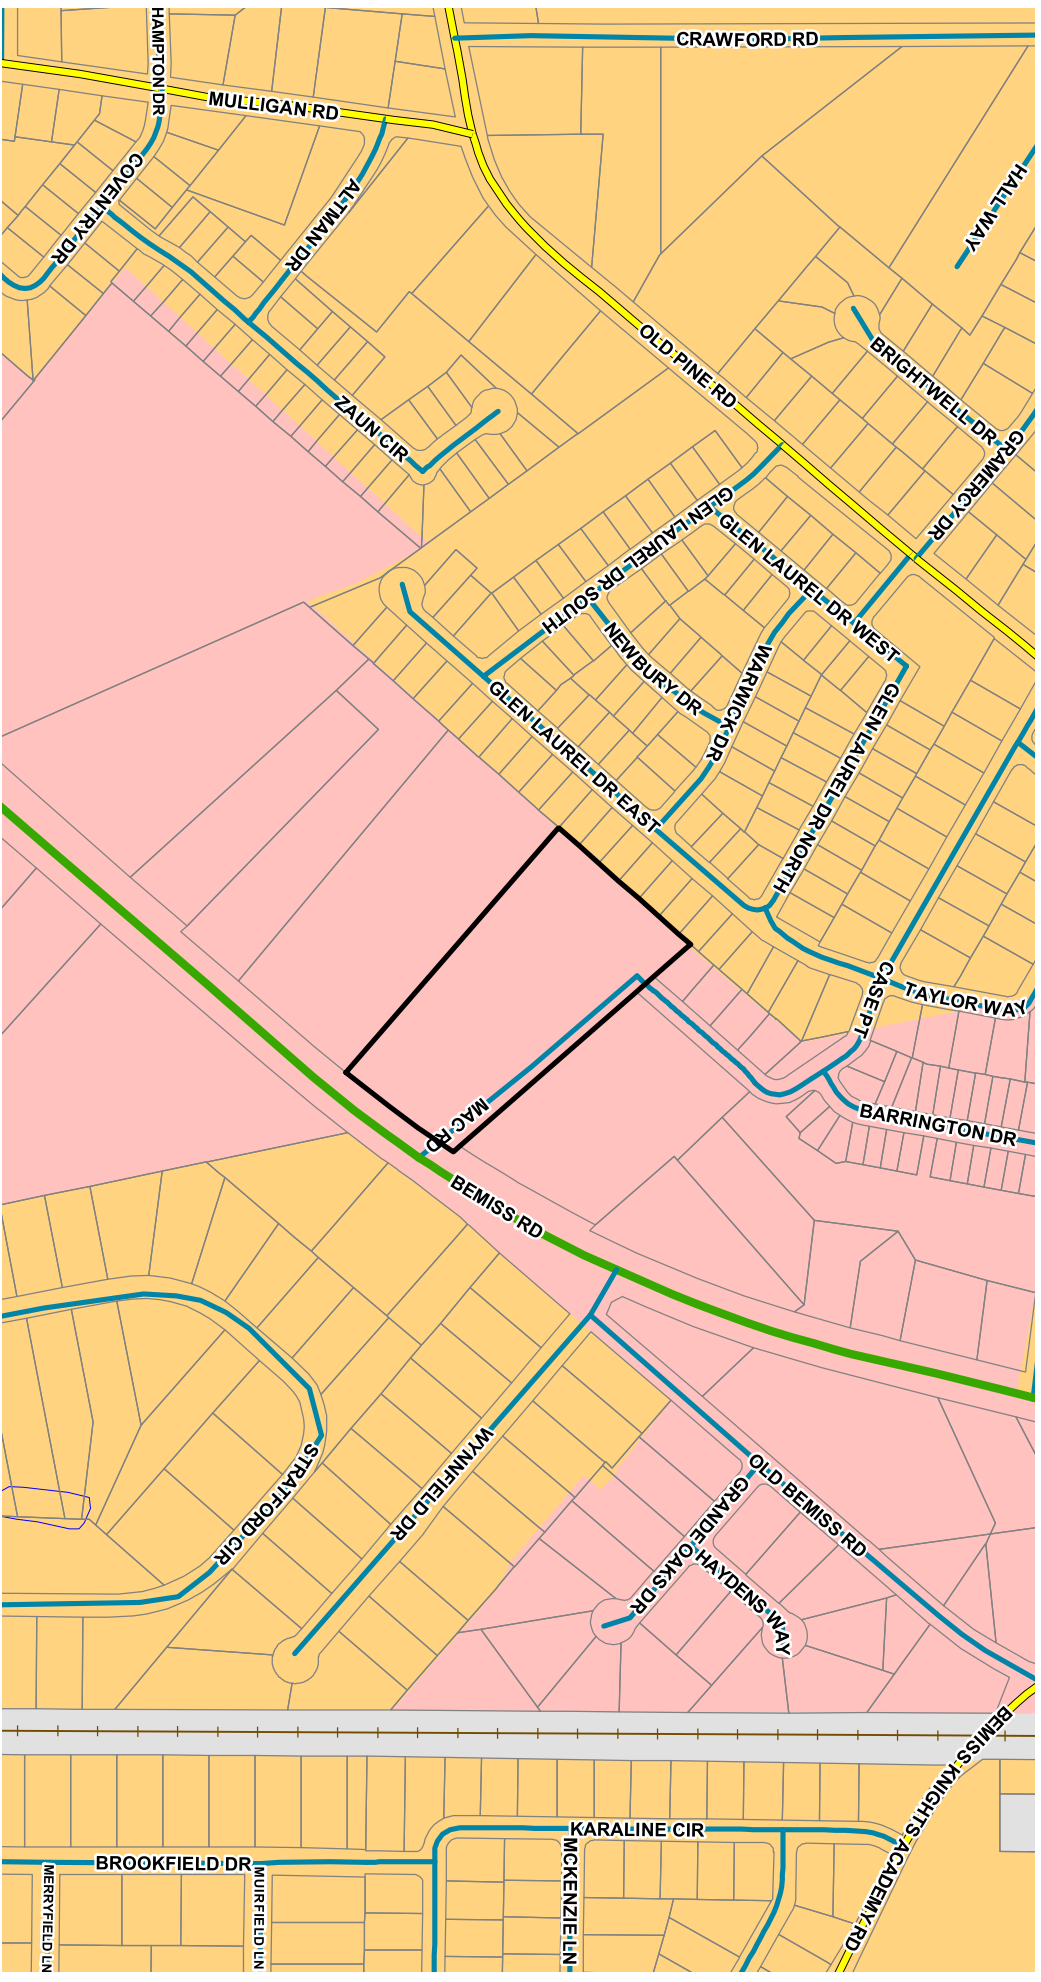 HAMPTON DR
CRAWFORD RD
MULLIGAN RD
COVENTRY DR
ALTMAN DR
HALL WAY
OLD PINE RD
BRIGHTWELL DR
ZAUN CIR
GRAMERCY DR
GLEN LAUREL DR SOUTH
GLEN LAUREL DR WEST
NEWBURY DR
WARWICK DR
GLEN LAUREL DR EAST
GLEN LAUREL DR NORTH
CASE PT
TAYLOR WAY
MAC RD
BARRINGTON DR
BEMISS RD
STRATFORD CIR
WYNNFIELD DR
OLD BEMISS RD
GRANDE OAKS DR
HAYDENS WAY
BEMISS KNIGHTS ACADEMY RD
KARALINE CIR
BROOKFIELD DR
MERRYFIELD LN
MUIRFIELD LN
MCKENZIE LN